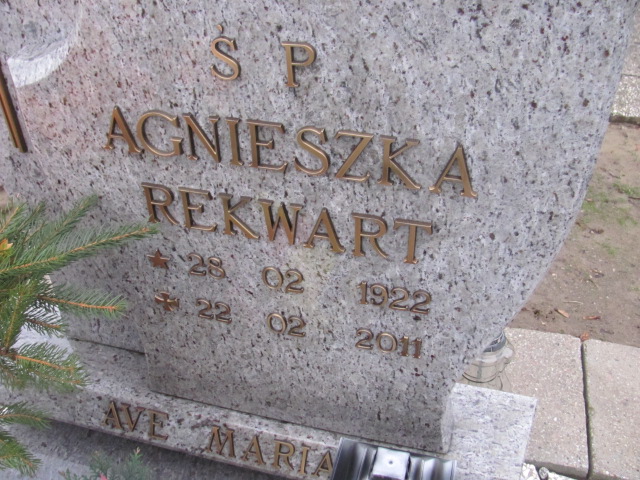 Ś P
AGNIESZKA
REKWART
★ 28 02 1922
✠ 22 02 2011
AVE MARIA